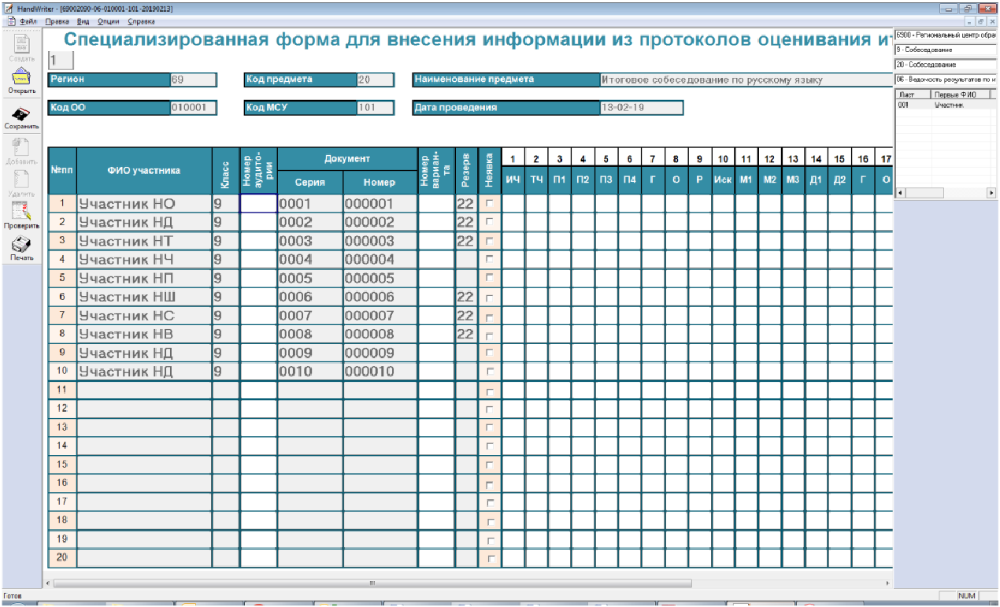 HandWriter - [69002090-06-010001-101-20190213]
Файл Правка Вид Опции Справка
Создать
Открыть
Сохранить
Добавить
Удалить
Проверить
Печать
Специализированная форма для внесения информации из протоколов оценивания
1
Регион 69 Код предмета 20 Наименование предмета Итоговое собеседование по русскому языку
Код ОО 010001 Код МСУ 101 Дата проведения 13-02-19
№пп ФИО участника Класс Номер аудито-рии Документ Серия Номер Номер вариан-та Резерв Неявка
1 2 3 4 5 6 7 8 9 10 11 12 13 14 15 16 17
ИЧ ТЧ П1 П2 П3 П4 Г О Р Иск М1 М2 М3 Д1 Д2 Г О
1 Участник НО 9 0001 000001 22
2 Участник НД 9 0002 000002 22
3 Участник НТ 9 0003 000003 22
4 Участник НЧ 9 0004 000004
5 Участник НП 9 0005 000005
6 Участник НШ 9 0006 000006 22
7 Участник НС 9 0007 000007 22
8 Участник НВ 9 0008 000008 22
9 Участник НД 9 0009 000009
10 Участник НД 9 0010 000010
11
12
13
14
15
16
17
18
19
20
6900 - Региональный центр обра
9 - Собеседование
20 - Собеседование
06 - Ведомость результатов по и
Лист Первые ФИО
001 Участник
Готов
NUM